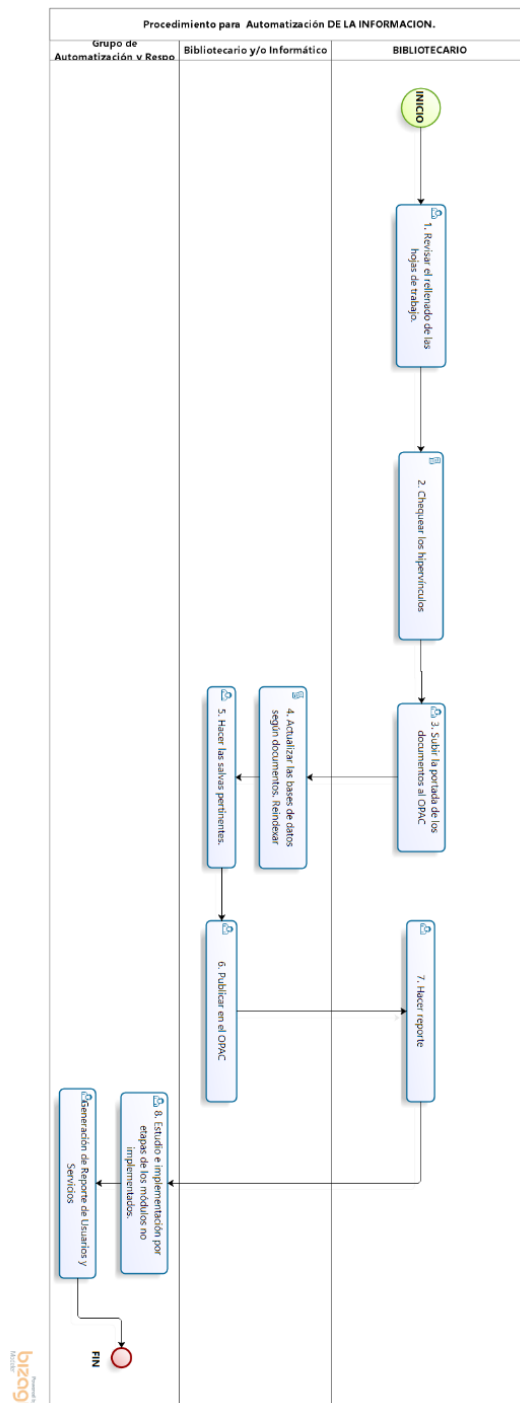 Procedimiento para Automatización DE LA INFORMACION.
Grupo de
Automatización y Respo
Bibliotecario y/o Informático
BIBLIOTECARIO
INICIO
1. Revisar el rellenado de las
hojas de trabajo.
2. Chequear los hipervínculos
3. Subir la portada de los
documentos al OPAC
4. Actualizar las bases de datos
según documentos. Reindexar
5. Hacer las salvas pertinentes.
6. Publicar en el OPAC
7. Hacer reporte
8. Estudio e implementación por
etapas de los módulos no
implementados.
Generación de Reporte de Usuarios y
Servicios
FIN
Powered by
bizagi
Modeler